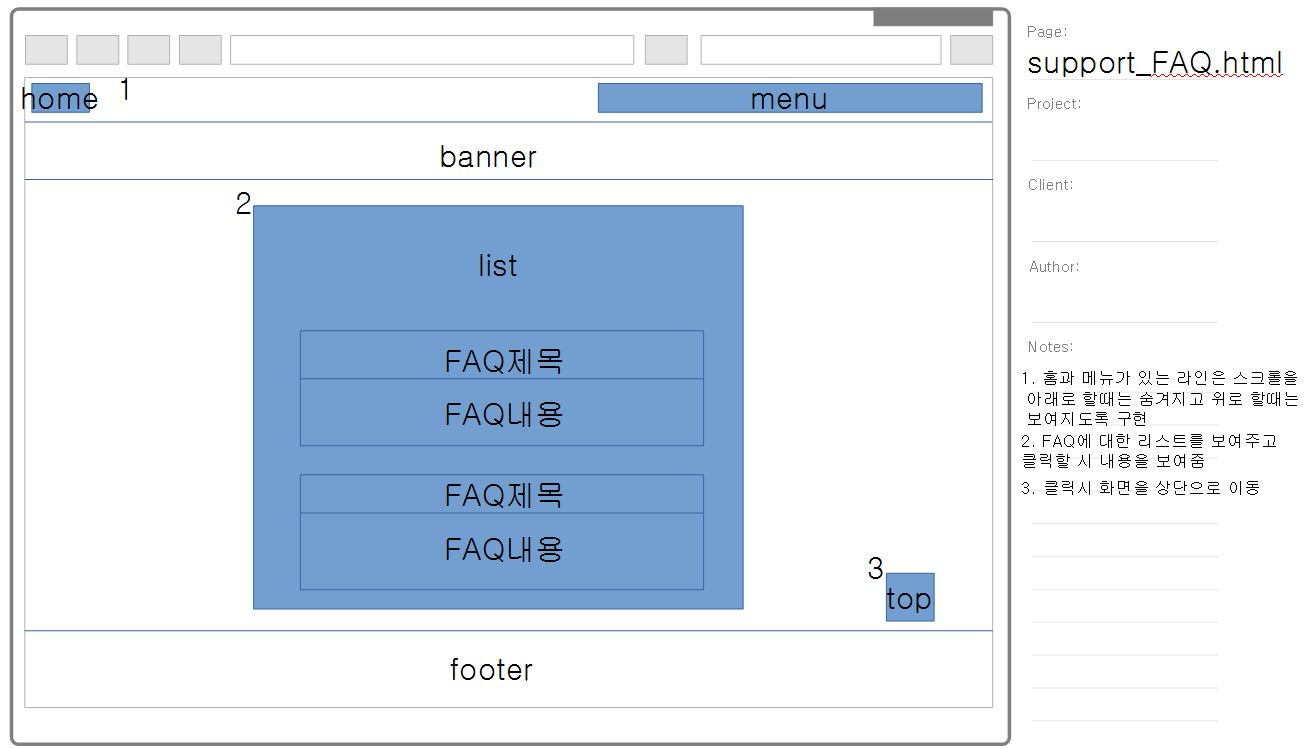 home
1
menu
banner
2
list
FAQ제목
FAQ내용
FAQ제목
FAQ내용
3
top
footer
Page:
support_FAQ.html
Project:
Client:
Author:
Notes:
1. 홈과 메뉴가 있는 라인은 스크롤을
아래로 할때는 숨겨지고 위로 할때는
보여지도록 구현
2. FAQ에 대한 리스트를 보여주고
클릭할 시 내용을 보여줌
3. 클릭시 화면을 상단으로 이동